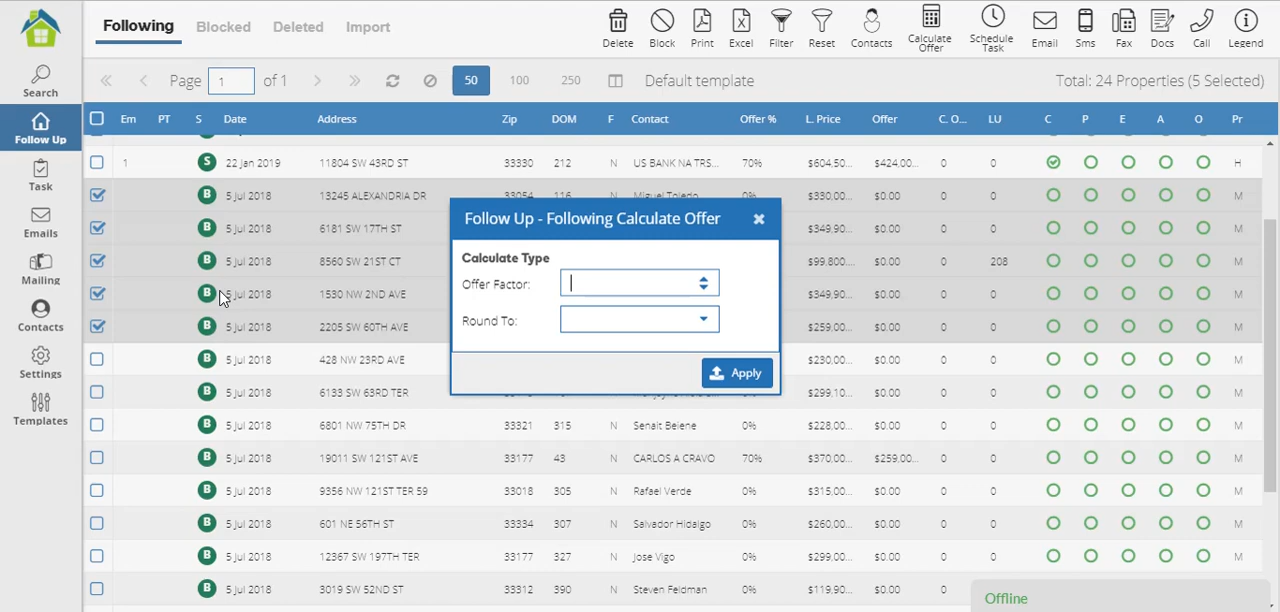 Following Blocked Deleted Import
Delete Block Print Excel Filter Reset Contacts Calculate Offer Schedule Task Email Sms Fax Docs Call Legend
Search
Follow Up
Task
Emails
Mailing
Contacts
Settings
Templates
Page 1 of 1 50 100 250 Default template Total: 24 Properties (5 Selected)
Em PT S Date Address Zip DOM F Contact Offer % L. Price Offer C. O... LU C P E A O Pr
1 S 22 Jan 2019 11804 SW 43RD ST 33330 212 N US BANK NA TRS... 70% $604,50... $424,00... 0 0 H
B 5 Jul 2018 13245 ALEXANDRIA DR 33054 116 N Miguel Toledo 0% $330,00... $0.00 0 0 M
B 5 Jul 2018 6181 SW 17TH ST $349,90... $0.00 0 0 M
B 5 Jul 2018 8560 SW 21ST CT $99,800.... $0.00 0 208 M
B 5 Jul 2018 1530 NW 2ND AVE $349,90... $0.00 0 0 M
B 5 Jul 2018 2205 SW 60TH AVE $259,00... $0.00 0 0 M
B 5 Jul 2018 428 NW 23RD AVE $230,00... $0.00 0 0 M
B 5 Jul 2018 6133 SW 63RD TER 0% $299,10... $0.00 0 0 M
B 5 Jul 2018 6801 NW 75TH DR 33321 315 N Senait Beiene 0% $228,00... $0.00 0 0 M
B 5 Jul 2018 19011 SW 121ST AVE 33177 43 N CARLOS A CRAVO 70% $370,00... $259,00... 0 0 M
B 5 Jul 2018 9356 NW 121ST TER 59 33018 305 N Rafael Verde 0% $315,00... $0.00 0 0 M
B 5 Jul 2018 601 NE 56TH ST 33334 307 N Salvador Hidalgo 0% $260,00... $0.00 0 0 M
B 5 Jul 2018 12367 SW 197TH TER 33177 327 N Jose Vigo 0% $299,00... $0.00 0 0 M
B 5 Jul 2018 3019 SW 52ND ST 33312 390 N Steven Feldman 0% $119,90... $0.00 0 0 M
Follow Up - Following Calculate Offer
Calculate Type
Offer Factor:
Round To:
Apply
Offline